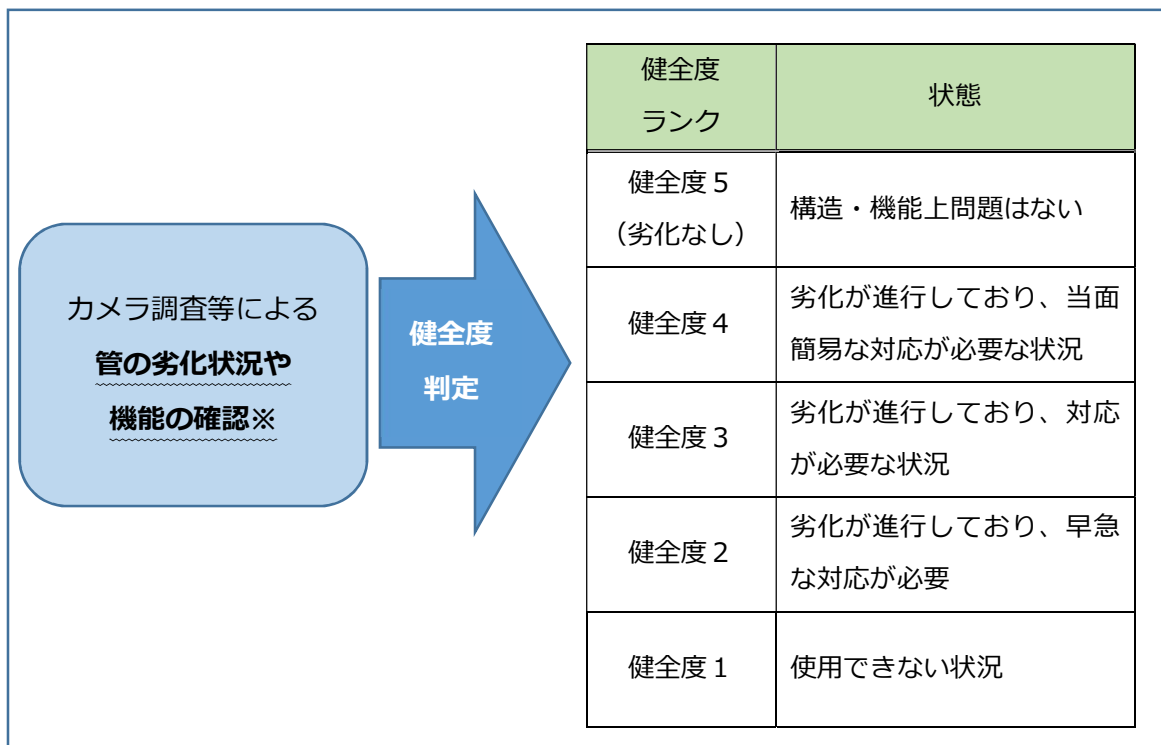 カメラ調査等による
管の劣化状況や
機能の確認※
健全度
判定
健全度
ランク
状態
健全度５
（劣化なし）
構造・機能上問題はない
健全度４
劣化が進行しており、当面
簡易な対応が必要な状況
健全度３
劣化が進行しており、対応
が必要な状況
健全度２
劣化が進行しており、早急
な対応が必要
健全度１
使用できない状況